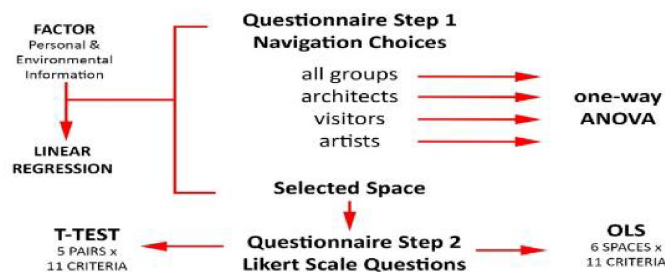 FACTOR
Personal &
Environmental
Information
LINEAR
REGRESSION
Questionnaire Step 1
Navigation Choices
all groups
architects
visitors
artists
one-way
ANOVA
Selected Space
T-TEST
5 PAIRS x
11 CRITERIA
Questionnaire Step 2
Likert Scale Questions
OLS
6 SPACES x
11 CRITERIA